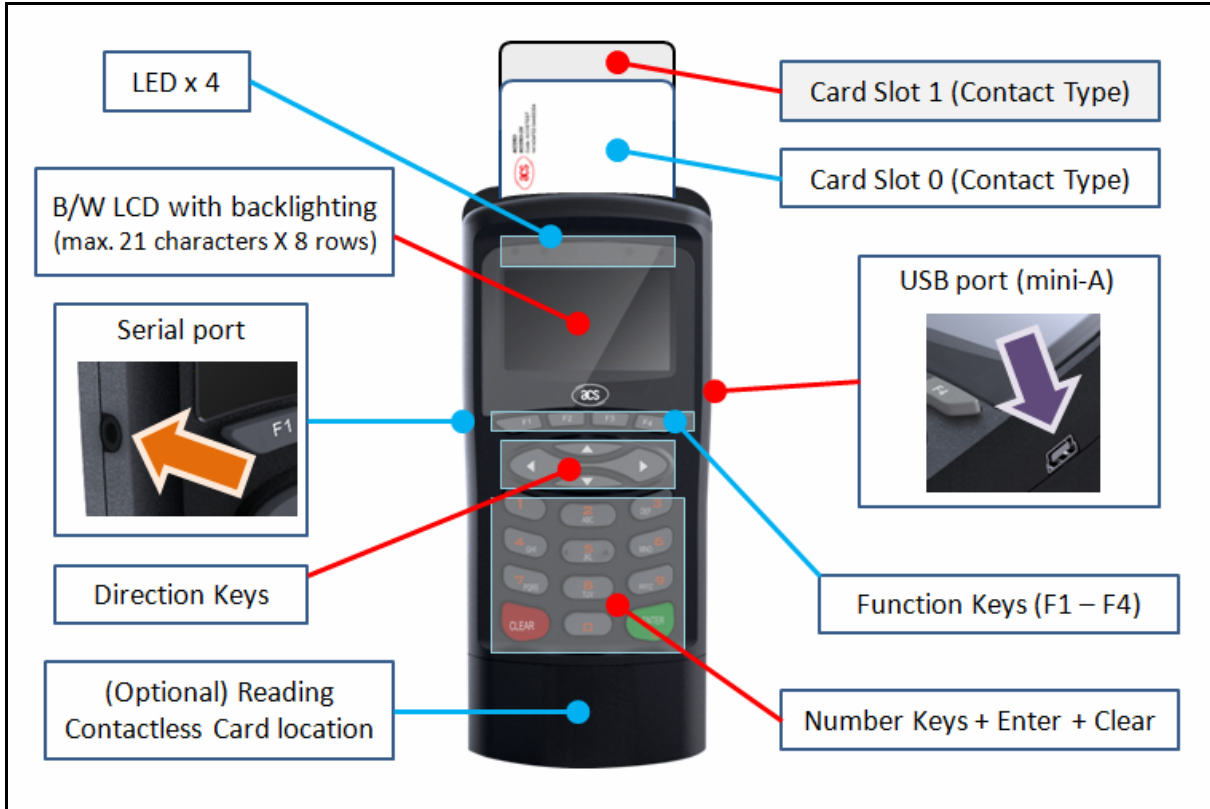 LED x 4
B/W LCD with backlighting
(max. 21 characters X 8 rows)
Serial port
F1
Direction Keys
(Optional) Reading
Contactless Card location
acs
acs
F1 F2 F3 F4
1 2 3
ABC DEF
4 5 6
GHI JKL MNO
7 8 9
PQRS TUV
CLEAR 0 ENTER
Card Slot 1 (Contact Type)
Card Slot 0 (Contact Type)
USB port (mini-A)
F4
Function Keys (F1 – F4)
Number Keys + Enter + Clear